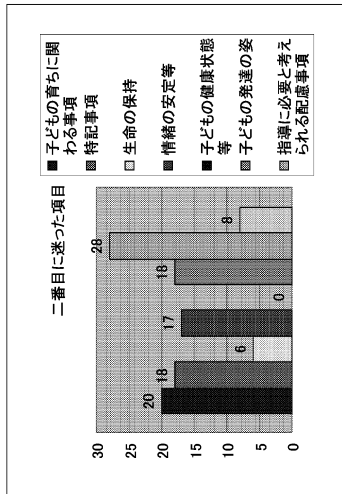 二番目に迷った項目
30
25
20
15
10
5
0
20
18
6
17
0
18
28
8
子どもの育ちに関
わる事項
特記事項
生命の保持
情緒の安定等
子どもの健康状態
等
子どもの発達の姿
指導に必要と考え
られる配慮事項